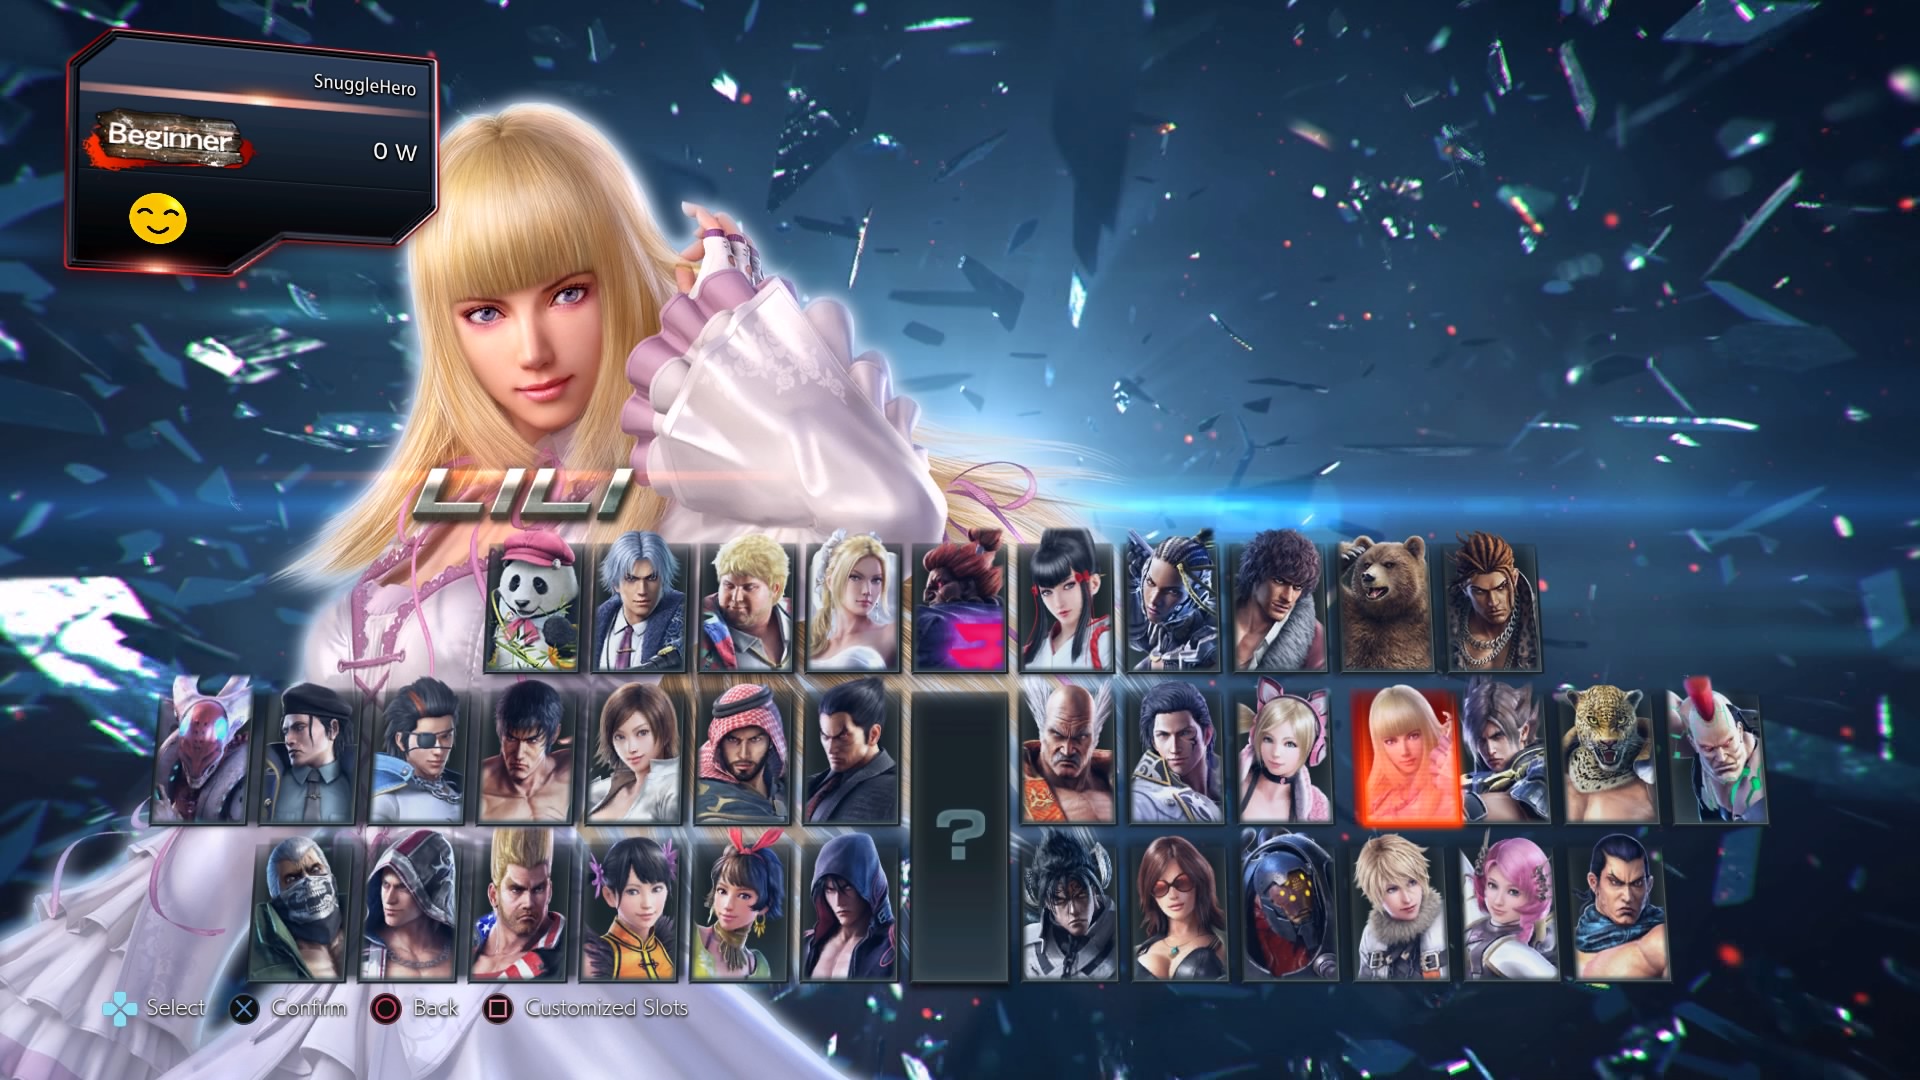 SnuggleHero
Beginner
0 W
LILI
?
Select
Confirm
Back
Customized Slots